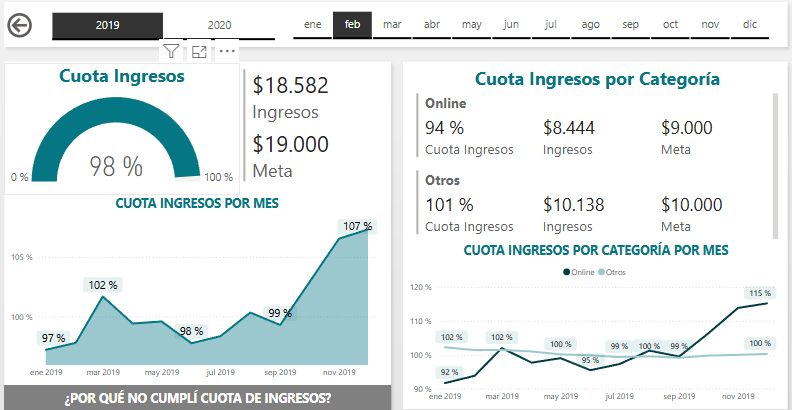 2019 2020 ene feb mar abr may jun jul ago sep oct nov dic
Cuota Ingresos
98 %
0 % 100 %
$18.582
Ingresos
$19.000
Meta
CUOTA INGRESOS POR MES
105 %
100 %
97 %
102 %
98 %
99 %
107 %
ene 2019 mar 2019 may 2019 jul 2019 sep 2019 nov 2019
¿POR QUÉ NO CUMPLÍ CUOTA DE INGRESOS?
Cuota Ingresos por Categoría
Online
94 % $8.444 $9.000
Cuota Ingresos Ingresos Meta
Otros
101 % $10.138 $10.000
Cuota Ingresos Ingresos Meta
CUOTA INGRESOS POR CATEGORÍA POR MES
Online Otros
120 %
110 %
100 %
90 %
102 % 102 % 100 % 99 % 100 % 99 % 100 %
92 % 95 % 115 %
ene 2019 mar 2019 may 2019 jul 2019 sep 2019 nov 2019